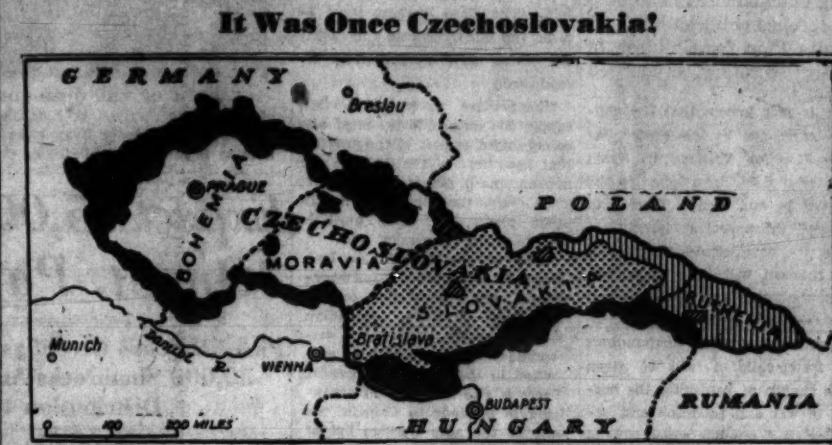 It Was Once Czechoslovakia!
GERMANY
Breslau
PRAGUE
BOHEMIA
POLAND
CZECHOSLOVAKIA
MORAVIA
SLOVAKIA
RUTHENIA
Munich
Danube R.
VIENNA
Bratislava
BUDAPEST
HUNGARY
RUMANIA
0 100 200 MILES